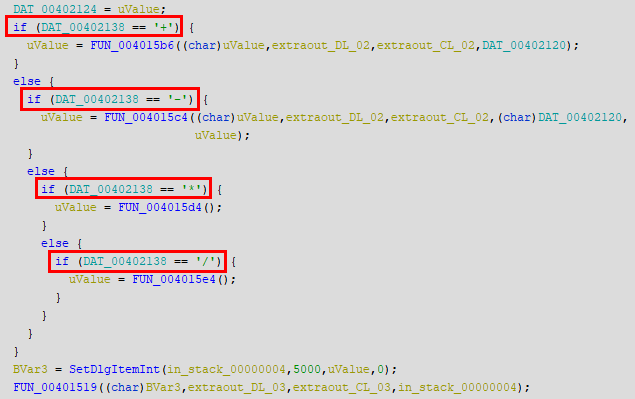 DAT_00402124 = uValue;
if (DAT_00402138 == '+') {
uValue = FUN_004015b6((char)uValue,extraout_DL_02,extraout_CL_02,DAT_00402120);
}
else {
if (DAT_00402138 == '-') {
uValue = FUN_004015c4((char)uValue,extraout_DL_02,extraout_CL_02,(char)DAT_00402120,
uValue);
}
else {
if (DAT_00402138 == '*') {
uValue = FUN_004015d4();
}
else {
if (DAT_00402138 == '/') {
uValue = FUN_004015e4();
}
}
}
}
BVar3 = SetDlgItemInt(in_stack_00000004,5000,uValue,0);
FUN_00401519((char)BVar3,extraout_DL_03,extraout_CL_03,in_stack_00000004);